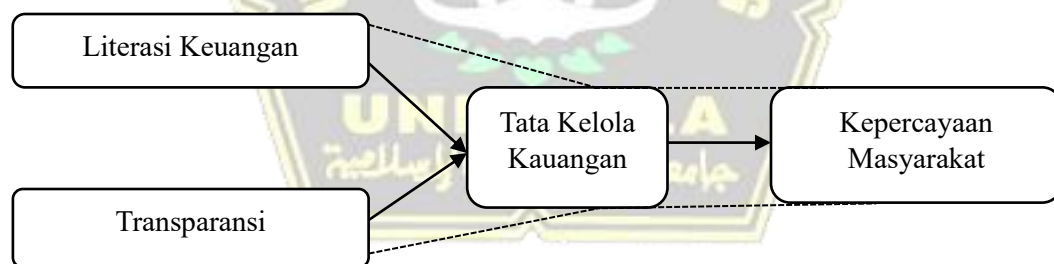 Literasi Keuangan
Tata Kelola
Kauangan
Kepercayaan
Masyarakat
Transparansi